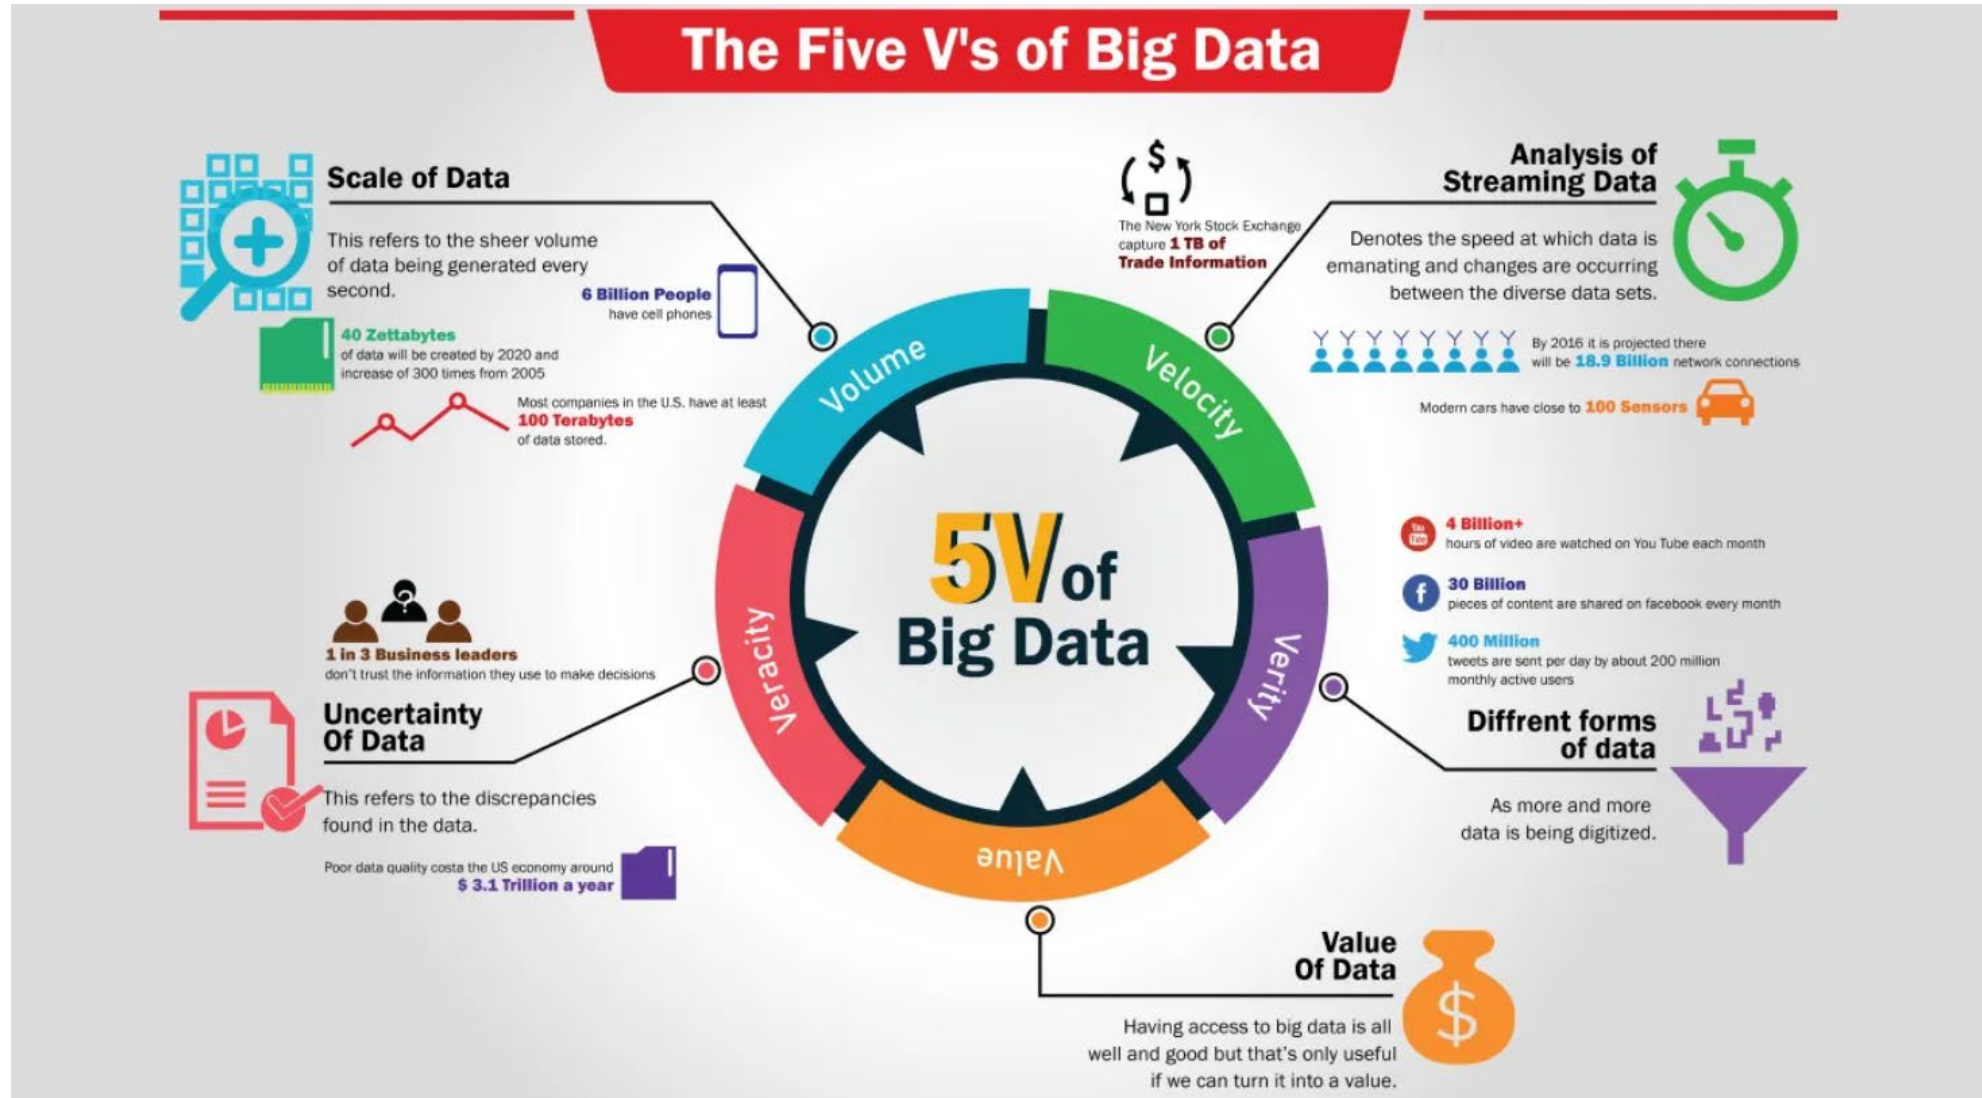 The Five V's of Big Data
Scale of Data
This refers to the sheer volume
of data being generated every
second.
6 Billion People
have cell phones
40 Zettabytes
of data will be created by 2020 and
increase of 300 times from 2005
Most companies in the U.S. have at least
100 Terabytes
of data stored.
$
The New York Stock Exchange
capture 1 TB of
Trade Information
Analysis of
Streaming Data
Denotes the speed at which data is
emanating and changes are occurring
between the diverse data sets.
By 2016 it is projected there
will be 18.9 Billion network connections
Modern cars have close to 100 Sensors
Volume
Velocity
Verity
Value
Veracity
5V of
Big Data
You
Tube
4 Billion+
hours of video are watched on You Tube each month
f
30 Billion
pieces of content are shared on facebook every month
400 Million
tweets are sent per day by about 200 million
monthly active users
Diffrent forms
of data
As more and more
data is being digitized.
1 in 3 Business leaders
don't trust the information they use to make decisions
Uncertainty
Of Data
This refers to the discrepancies
found in the data.
Poor data quality costa the US economy around
$ 3.1 Trillion a year
Value
Of Data
$
Having access to big data is all
well and good but that's only useful
if we can turn it into a value.